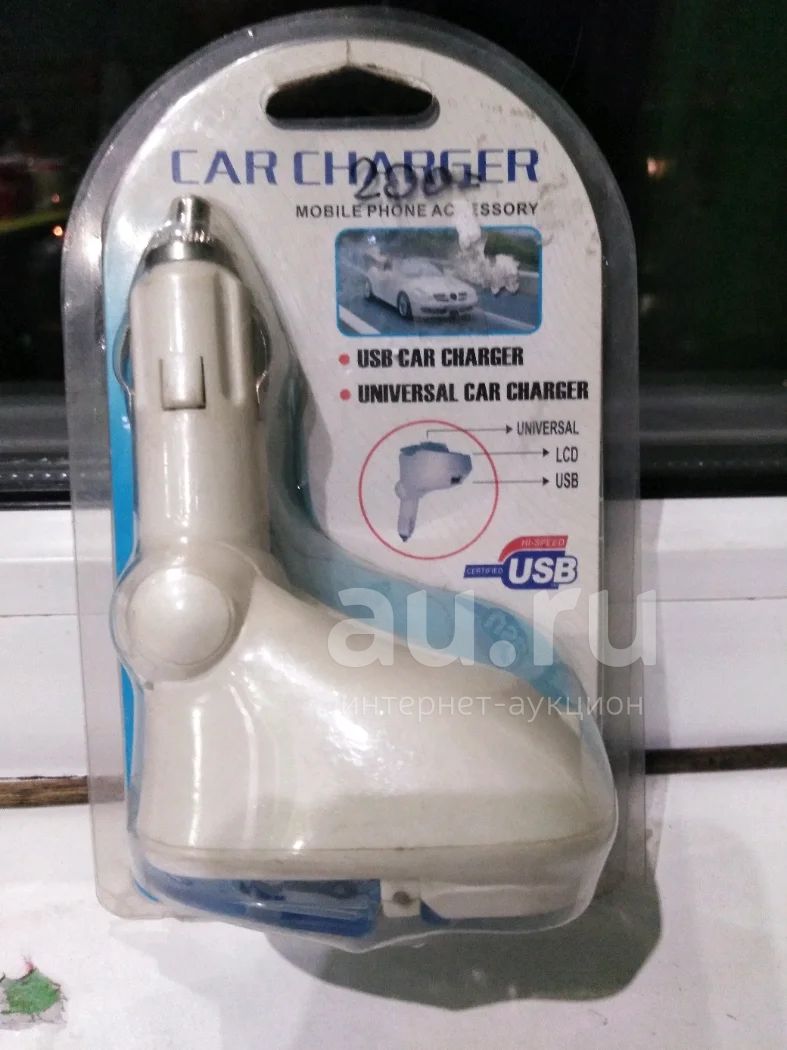 CAR CHARGER
200=
MOBILE PHONE ACCESSORY
• USB CAR CHARGER
• UNIVERSAL CAR CHARGER
UNIVERSAL
LCD
USB
HI-SPEED
CERTIFIED USB
au.ru
интернет-аукцион